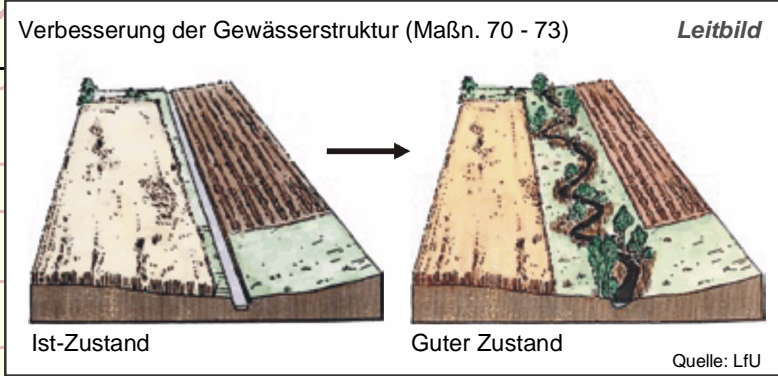 Verbesserung der Gewässerstruktur (Maßn. 70 - 73) Leitbild
Ist-Zustand Guter Zustand
Quelle: LfU